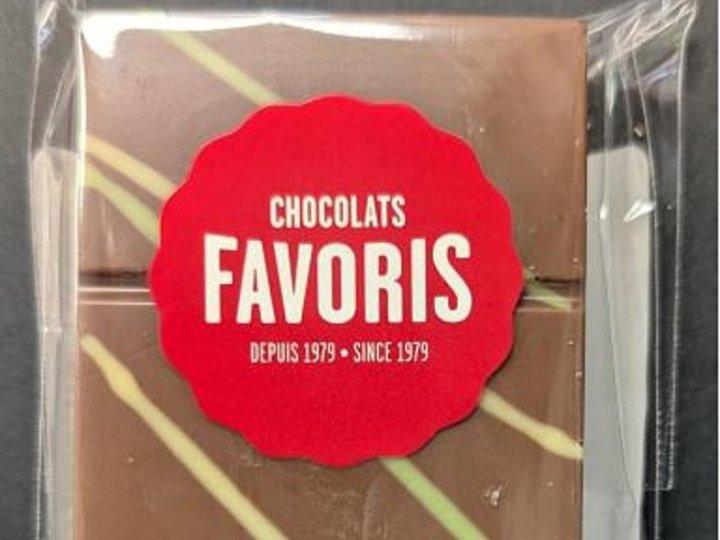 CHOCOLATS
FAVORIS
DEPUIS 1979 • SINCE 1979